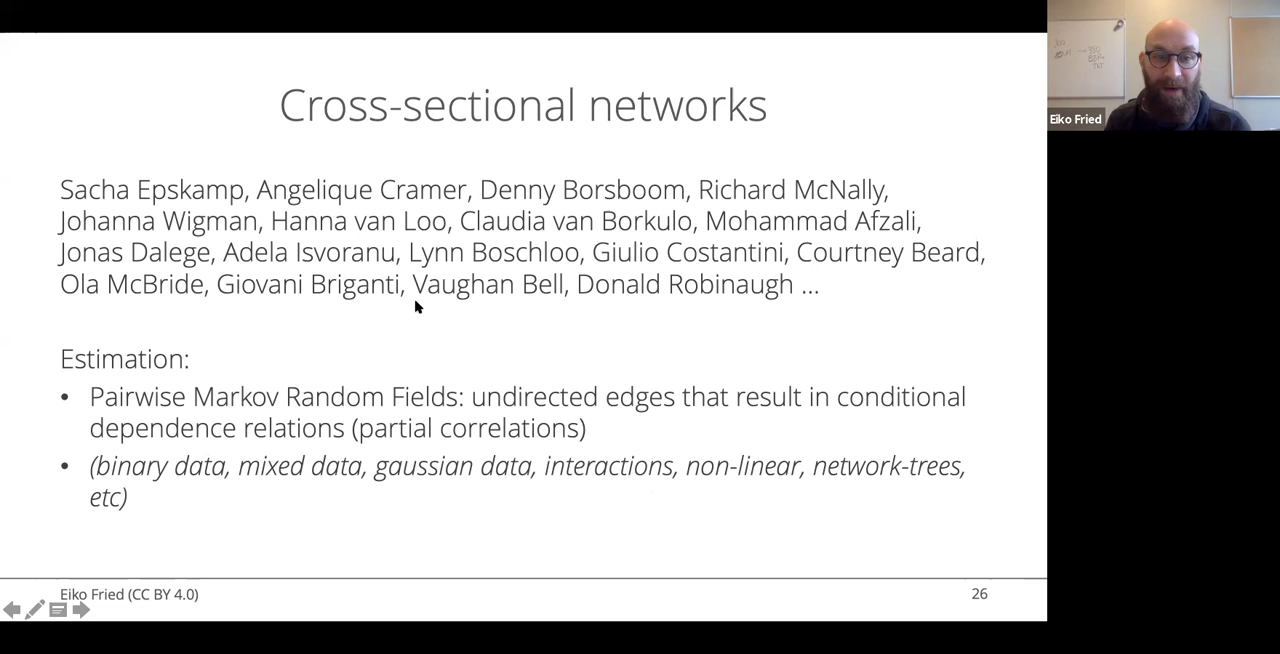 Cross-sectional networks
Sacha Epskamp, Angelique Cramer, Denny Borsboom, Richard McNally,
Johanna Wigman, Hanna van Loo, Claudia van Borkulo, Mohammad Afzali,
Jonas Dalege, Adela Isvoranu, Lynn Boschloo, Giulio Costantini, Courtney Beard,
Ola McBride, Giovani Briganti, Vaughan Bell, Donald Robinaugh ...
Estimation:
• Pairwise Markov Random Fields: undirected edges that result in conditional
dependence relations (partial correlations)
• (binary data, mixed data, gaussian data, interactions, non-linear, network-trees,
etc)
Eiko Fried (CC BY 4.0)
26
Eiko Fried